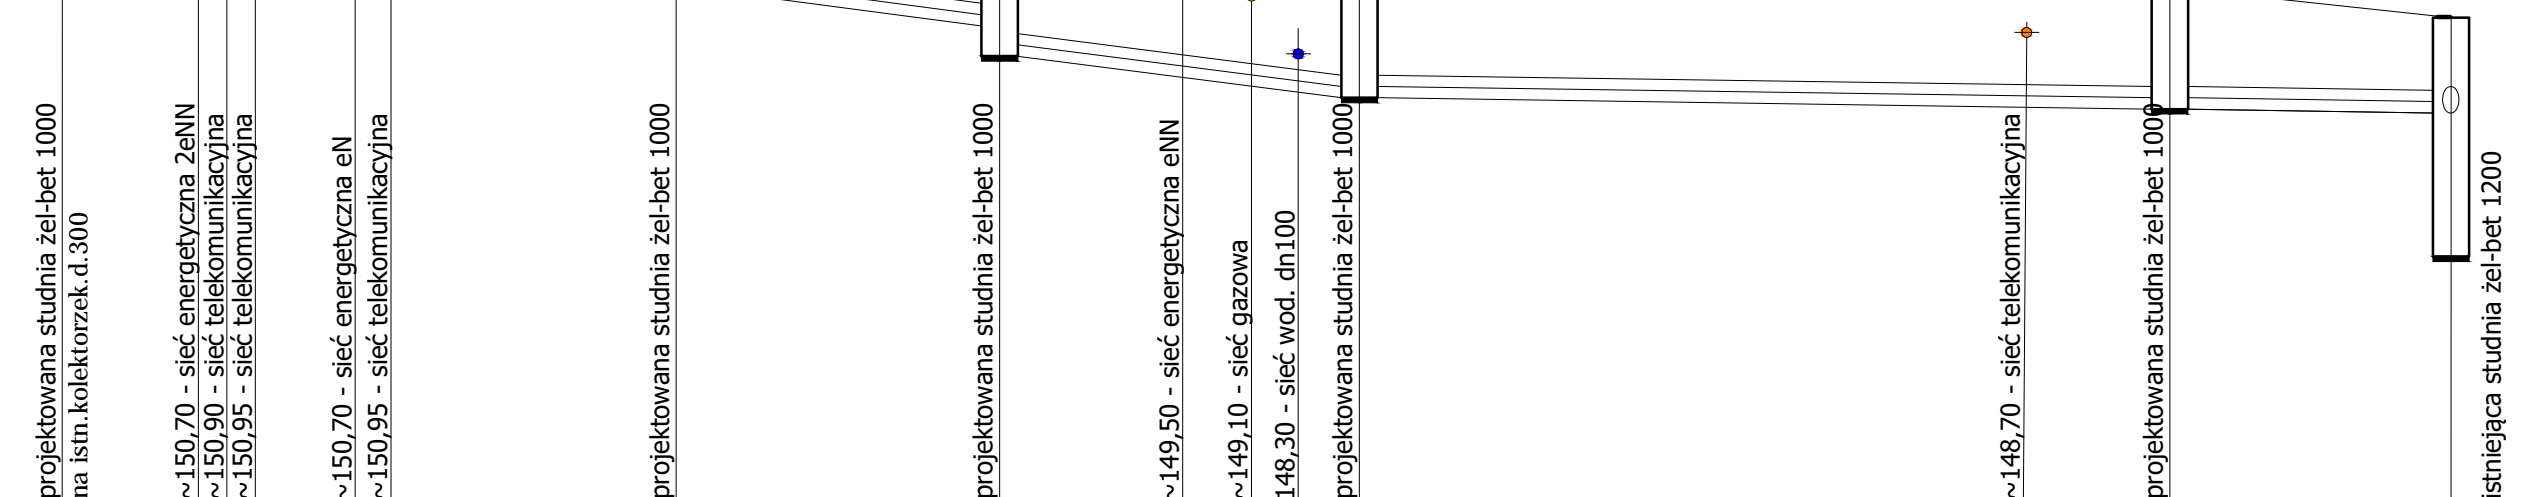 projektowana studnia żel-bet 1000
na istn.kolektorzek.d.300
~150,70 - sieć energetyczna 2eNN
~150,90 - sieć telekomunikacyjna
~150,95 - sieć telekomunikacyjna
~150,70 - sieć energetyczna eN
~150,95 - sieć telekomunikacyjna
projektowana studnia żel-bet 1000
projektowana studnia żel-bet 1000
~149,50 - sieć energetyczna eNN
~149,10 - sieć gazowa
148,30 - sieć wod. dn100
projektowana studnia żel-bet 1000
~148,70 - sieć telekomunikacyjna
projektowana studnia żel-bet 1000
istniejąca studnia żel-bet 1200